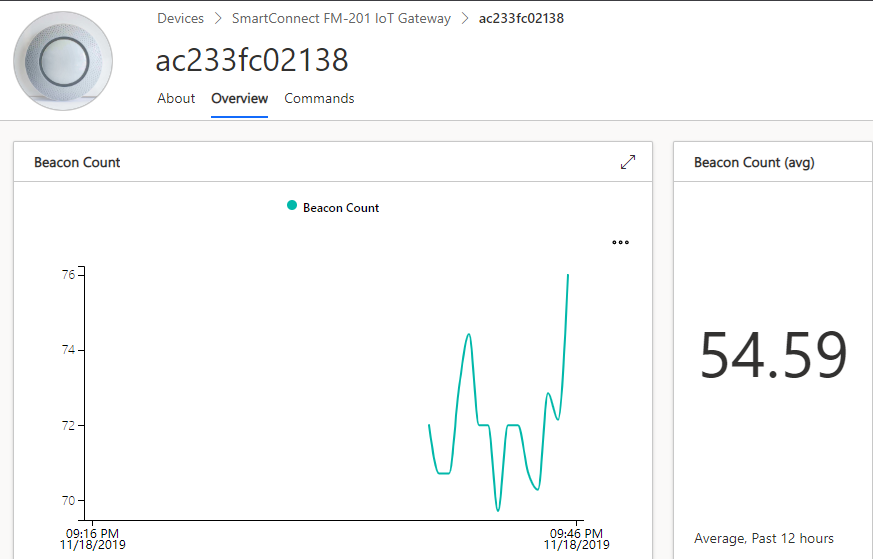 Devices > SmartConnect FM-201 IoT Gateway > ac233fc02138
ac233fc02138
About Overview Commands
Beacon Count
Beacon Count
76
74
72
70
09:16 PM
11/18/2019
09:46 PM
11/18/2019
Beacon Count (avg)
54.59
Average, Past 12 hours